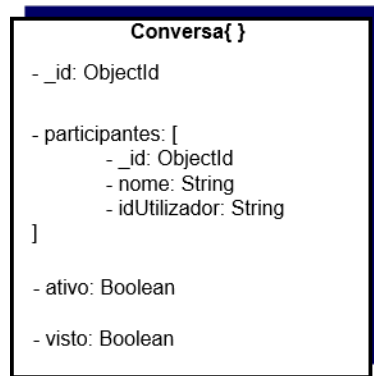 Conversa{ }
- _id: ObjectId
- participantes: [
- _id: ObjectId
- nome: String
- idUtilizador: String
]
- ativo: Boolean
- visto: Boolean